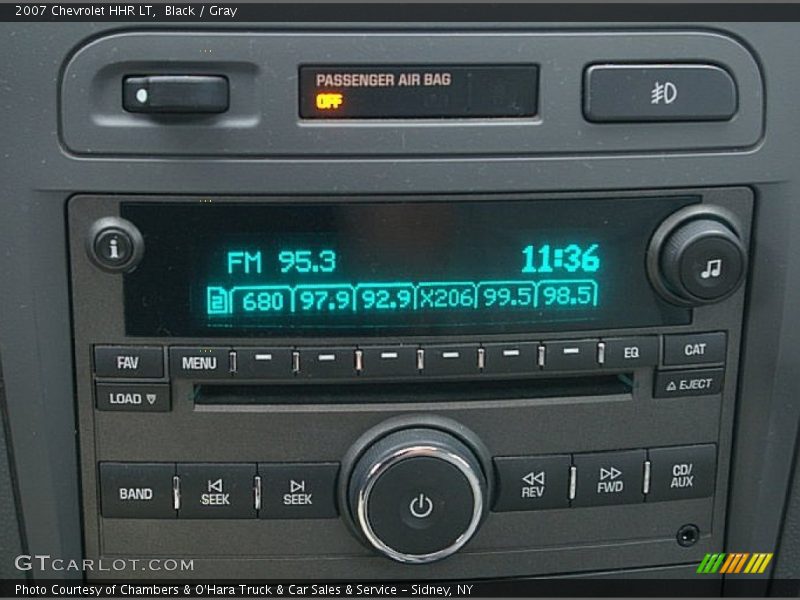 2007 Chevrolet HHR LT, Black / Gray
PASSENGER AIR BAG
OFF
i
FM 95.3 11:36
2 680 97.9 92.9 X206 99.5 98.5
FAV MENU EQ CAT
LOAD EJECT
BAND SEEK SEEK REV FWD CD/
AUX
GTCARLOT.COM
Photo Courtesy of Chambers & O'Hara Truck & Car Sales & Service - Sidney, NY